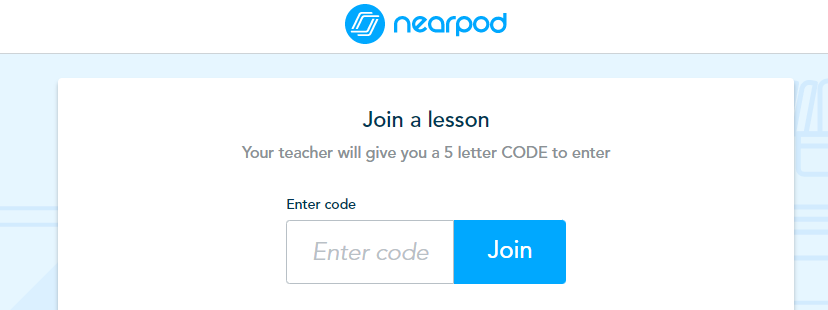 nearpod
Join a lesson
Your teacher will give you a 5 letter CODE to enter
Enter code
Enter code
Join